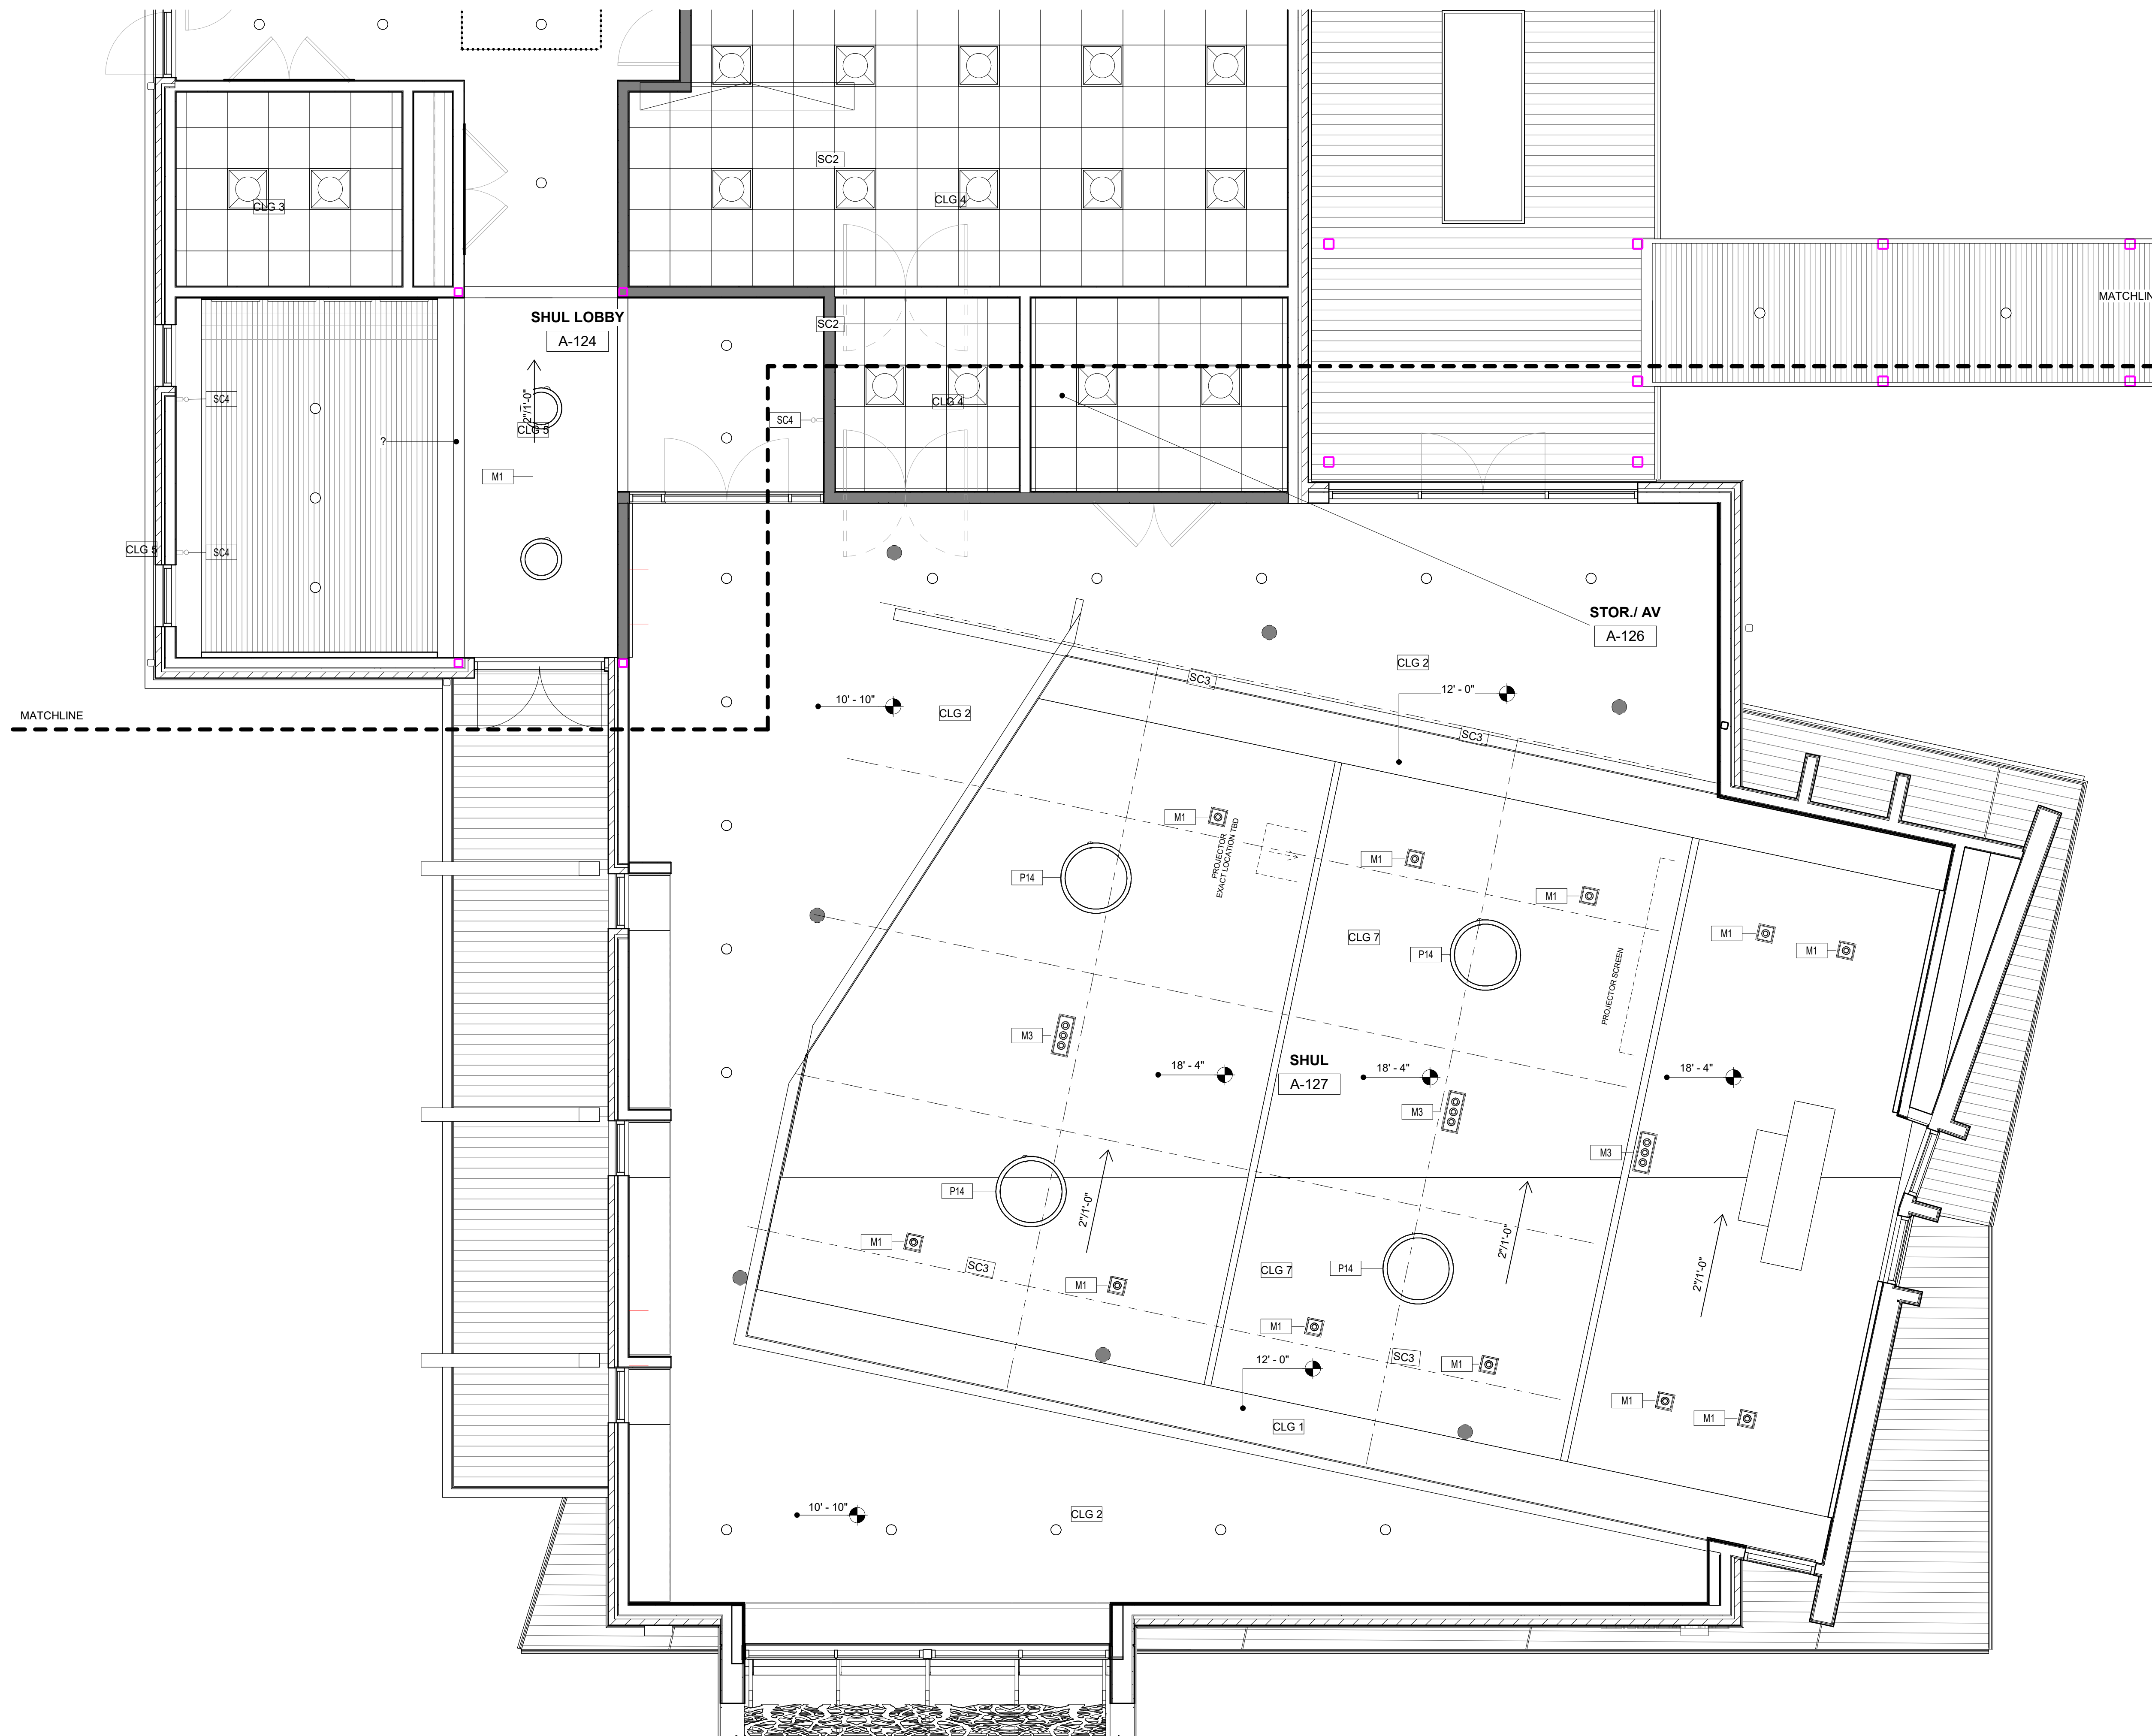 SC2
CLG 4
CLG 3
MATCHLIN
SHUL LOBBY
A-124
SC2
2"/1'-0"
CLG 5
CLG 4
SC4
SC4
?
M1
CLG 5
SC4
STOR./ AV
A-126
CLG 2
SC3
12' - 0"
10' - 10"
CLG 2
MATCHLINE
SC3
M1
PROJECTOR
EXACT LOCATION TBD
M1
P14
M1
M1
CLG 7
M1
P14
PROJECTOR SCREEN
M3
SHUL
18' - 4"
18' - 4"
18' - 4"
A-127
M3
M3
P14
2"/1'-0"
2"/1'-0"
M1
SC3
CLG 7
P14
2"/1'-0"
M1
M1
12' - 0"
SC3
M1
M1
M1
CLG 1
10' - 10"
CLG 2